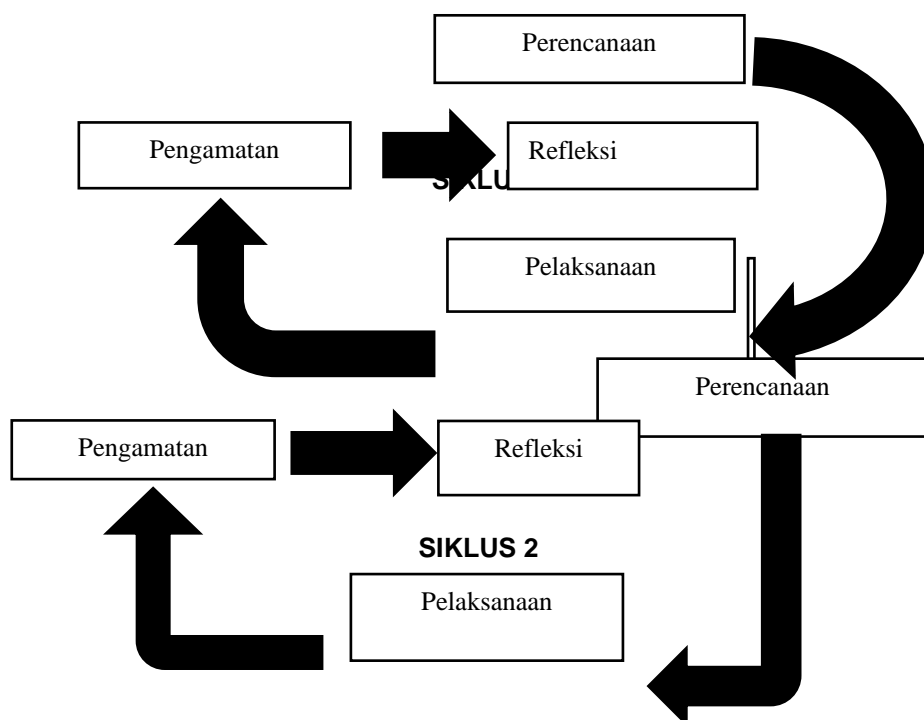 Perencanaan
Pengamatan
Refleksi
Pelaksanaan
Perencanaan
Pengamatan
Refleksi
SIKLUS 2
Pelaksanaan